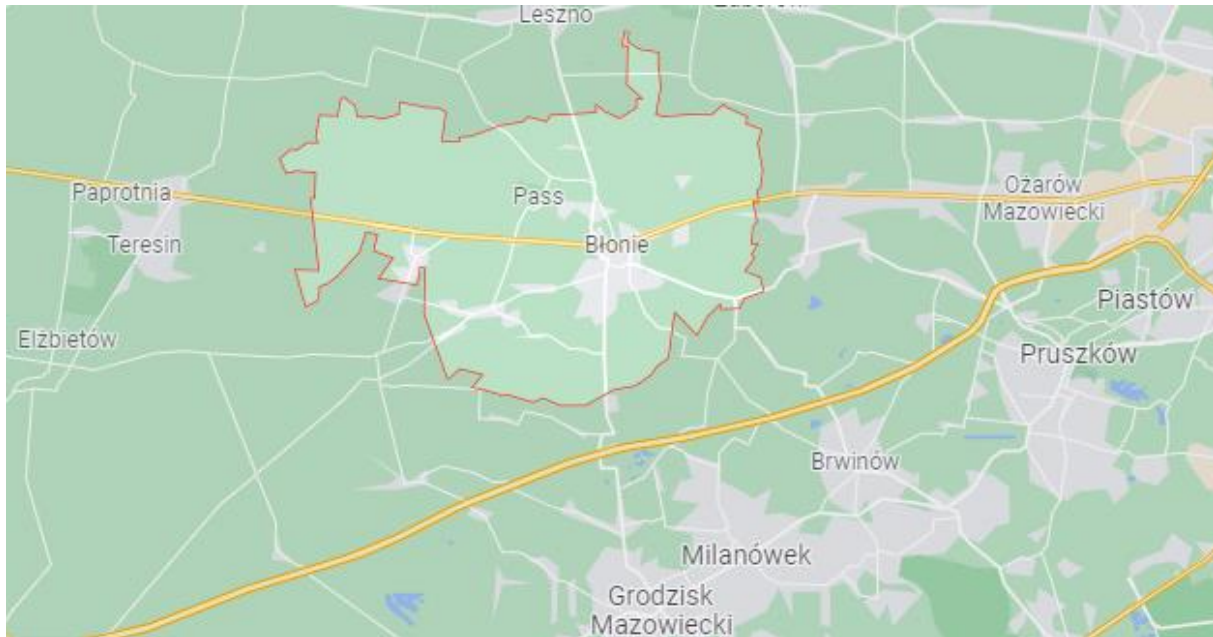 Leszno
Paprotnia
Pass
Ożarów
Mazowiecki
Teresin
Błonie
Piastów
Elżbietów
Pruszków
Brwinów
Milanówek
Grodzisk
Mazowiecki